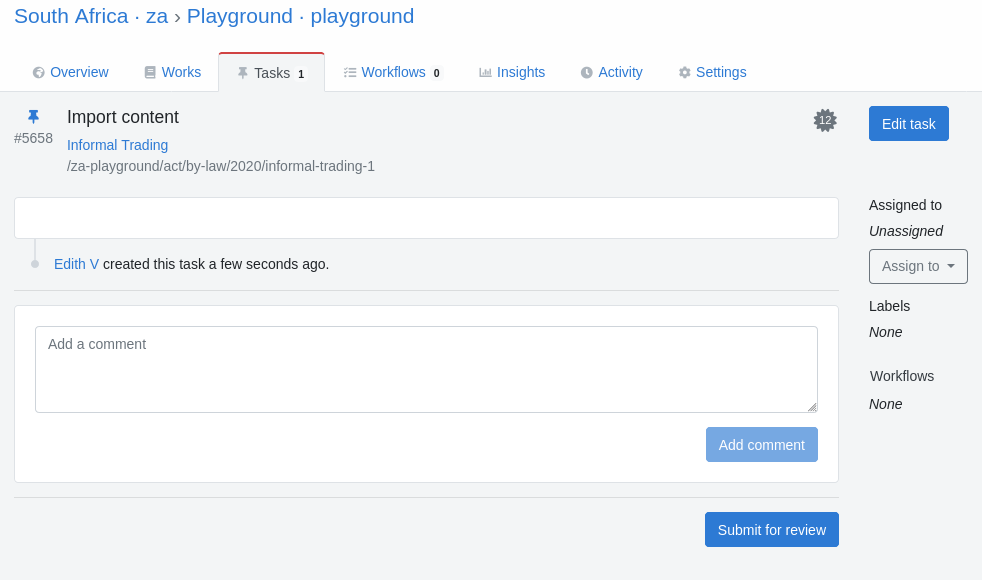 South Africa · za › Playground · playground
Overview Works Tasks 1 Workflows 0 Insights Activity Settings
Import content
12
Edit task
#5658
Informal Trading
/za-playground/act/by-law/2020/informal-trading-1
Assigned to
Unassigned
Edith V created this task a few seconds ago.
Assign to
Labels
None
Add a comment
Workflows
None
Add comment
Submit for review